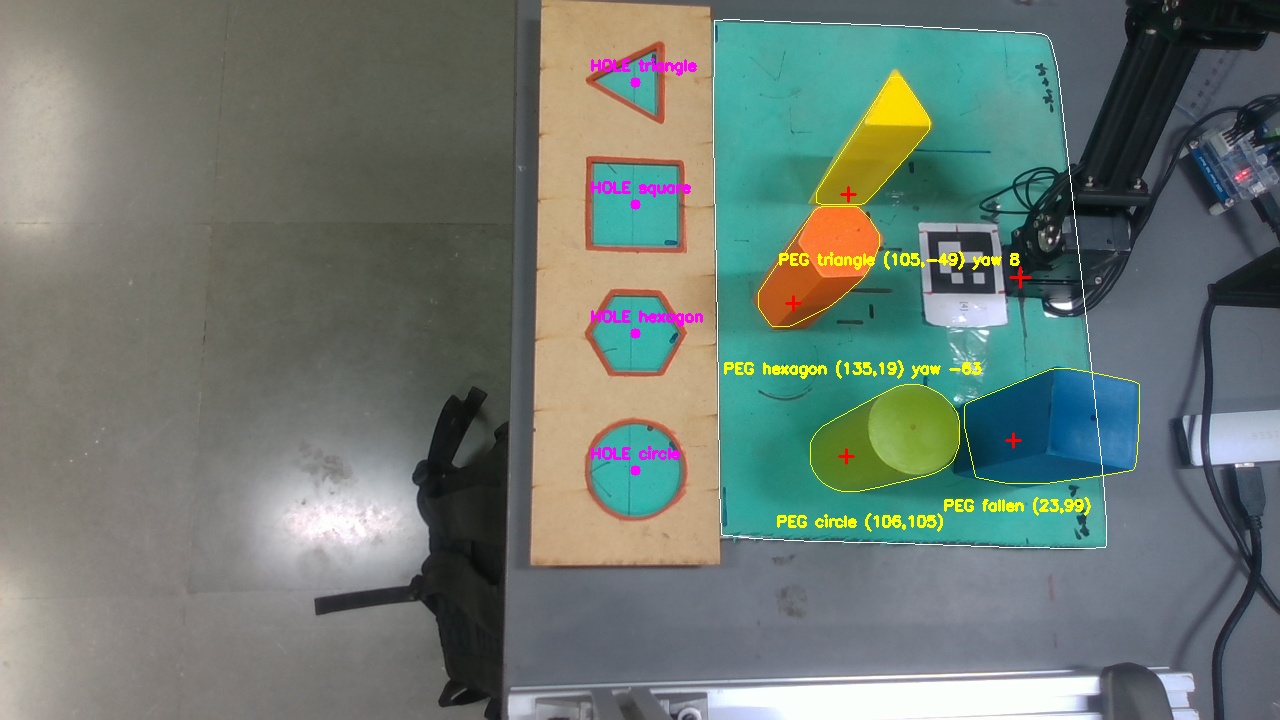 HOLE triangle
HOLE square
PEG triangle (105,-49) yaw 8
HOLE hexagon
PEG hexagon (135,19) yaw -63
HOLE circle
PEG fallen (23,99)
PEG circle (106,105)